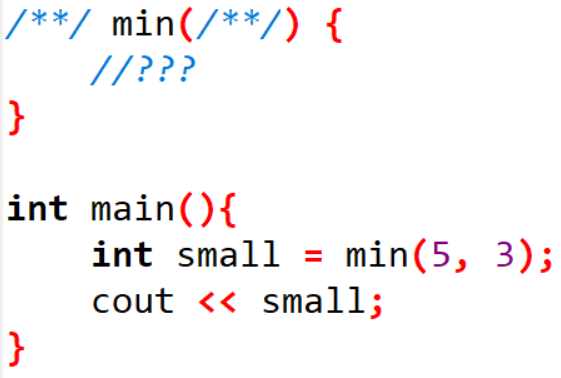 /**/ min(/**/) {
    //???
}

int main(){
    int small = min(5, 3);
    cout << small;
}